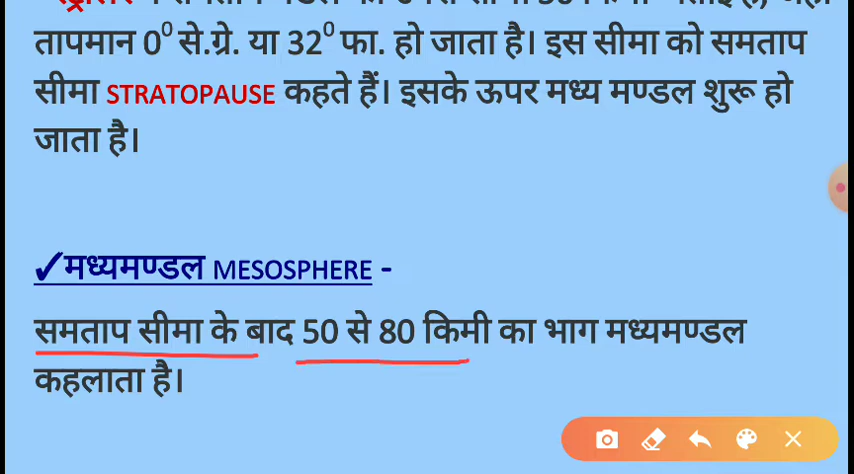 तापमान 0⁰ से.ग्रे. या 32⁰ फा. हो जाता है। इस सीमा को समताप
सीमा STRATOPAUSE कहते हैं। इसके ऊपर मध्य मण्डल शुरू हो
जाता है।
✓मध्यमण्डल MESOSPHERE -
समताप सीमा के बाद 50 से 80 किमी का भाग मध्यमण्डल
कहलाता है।